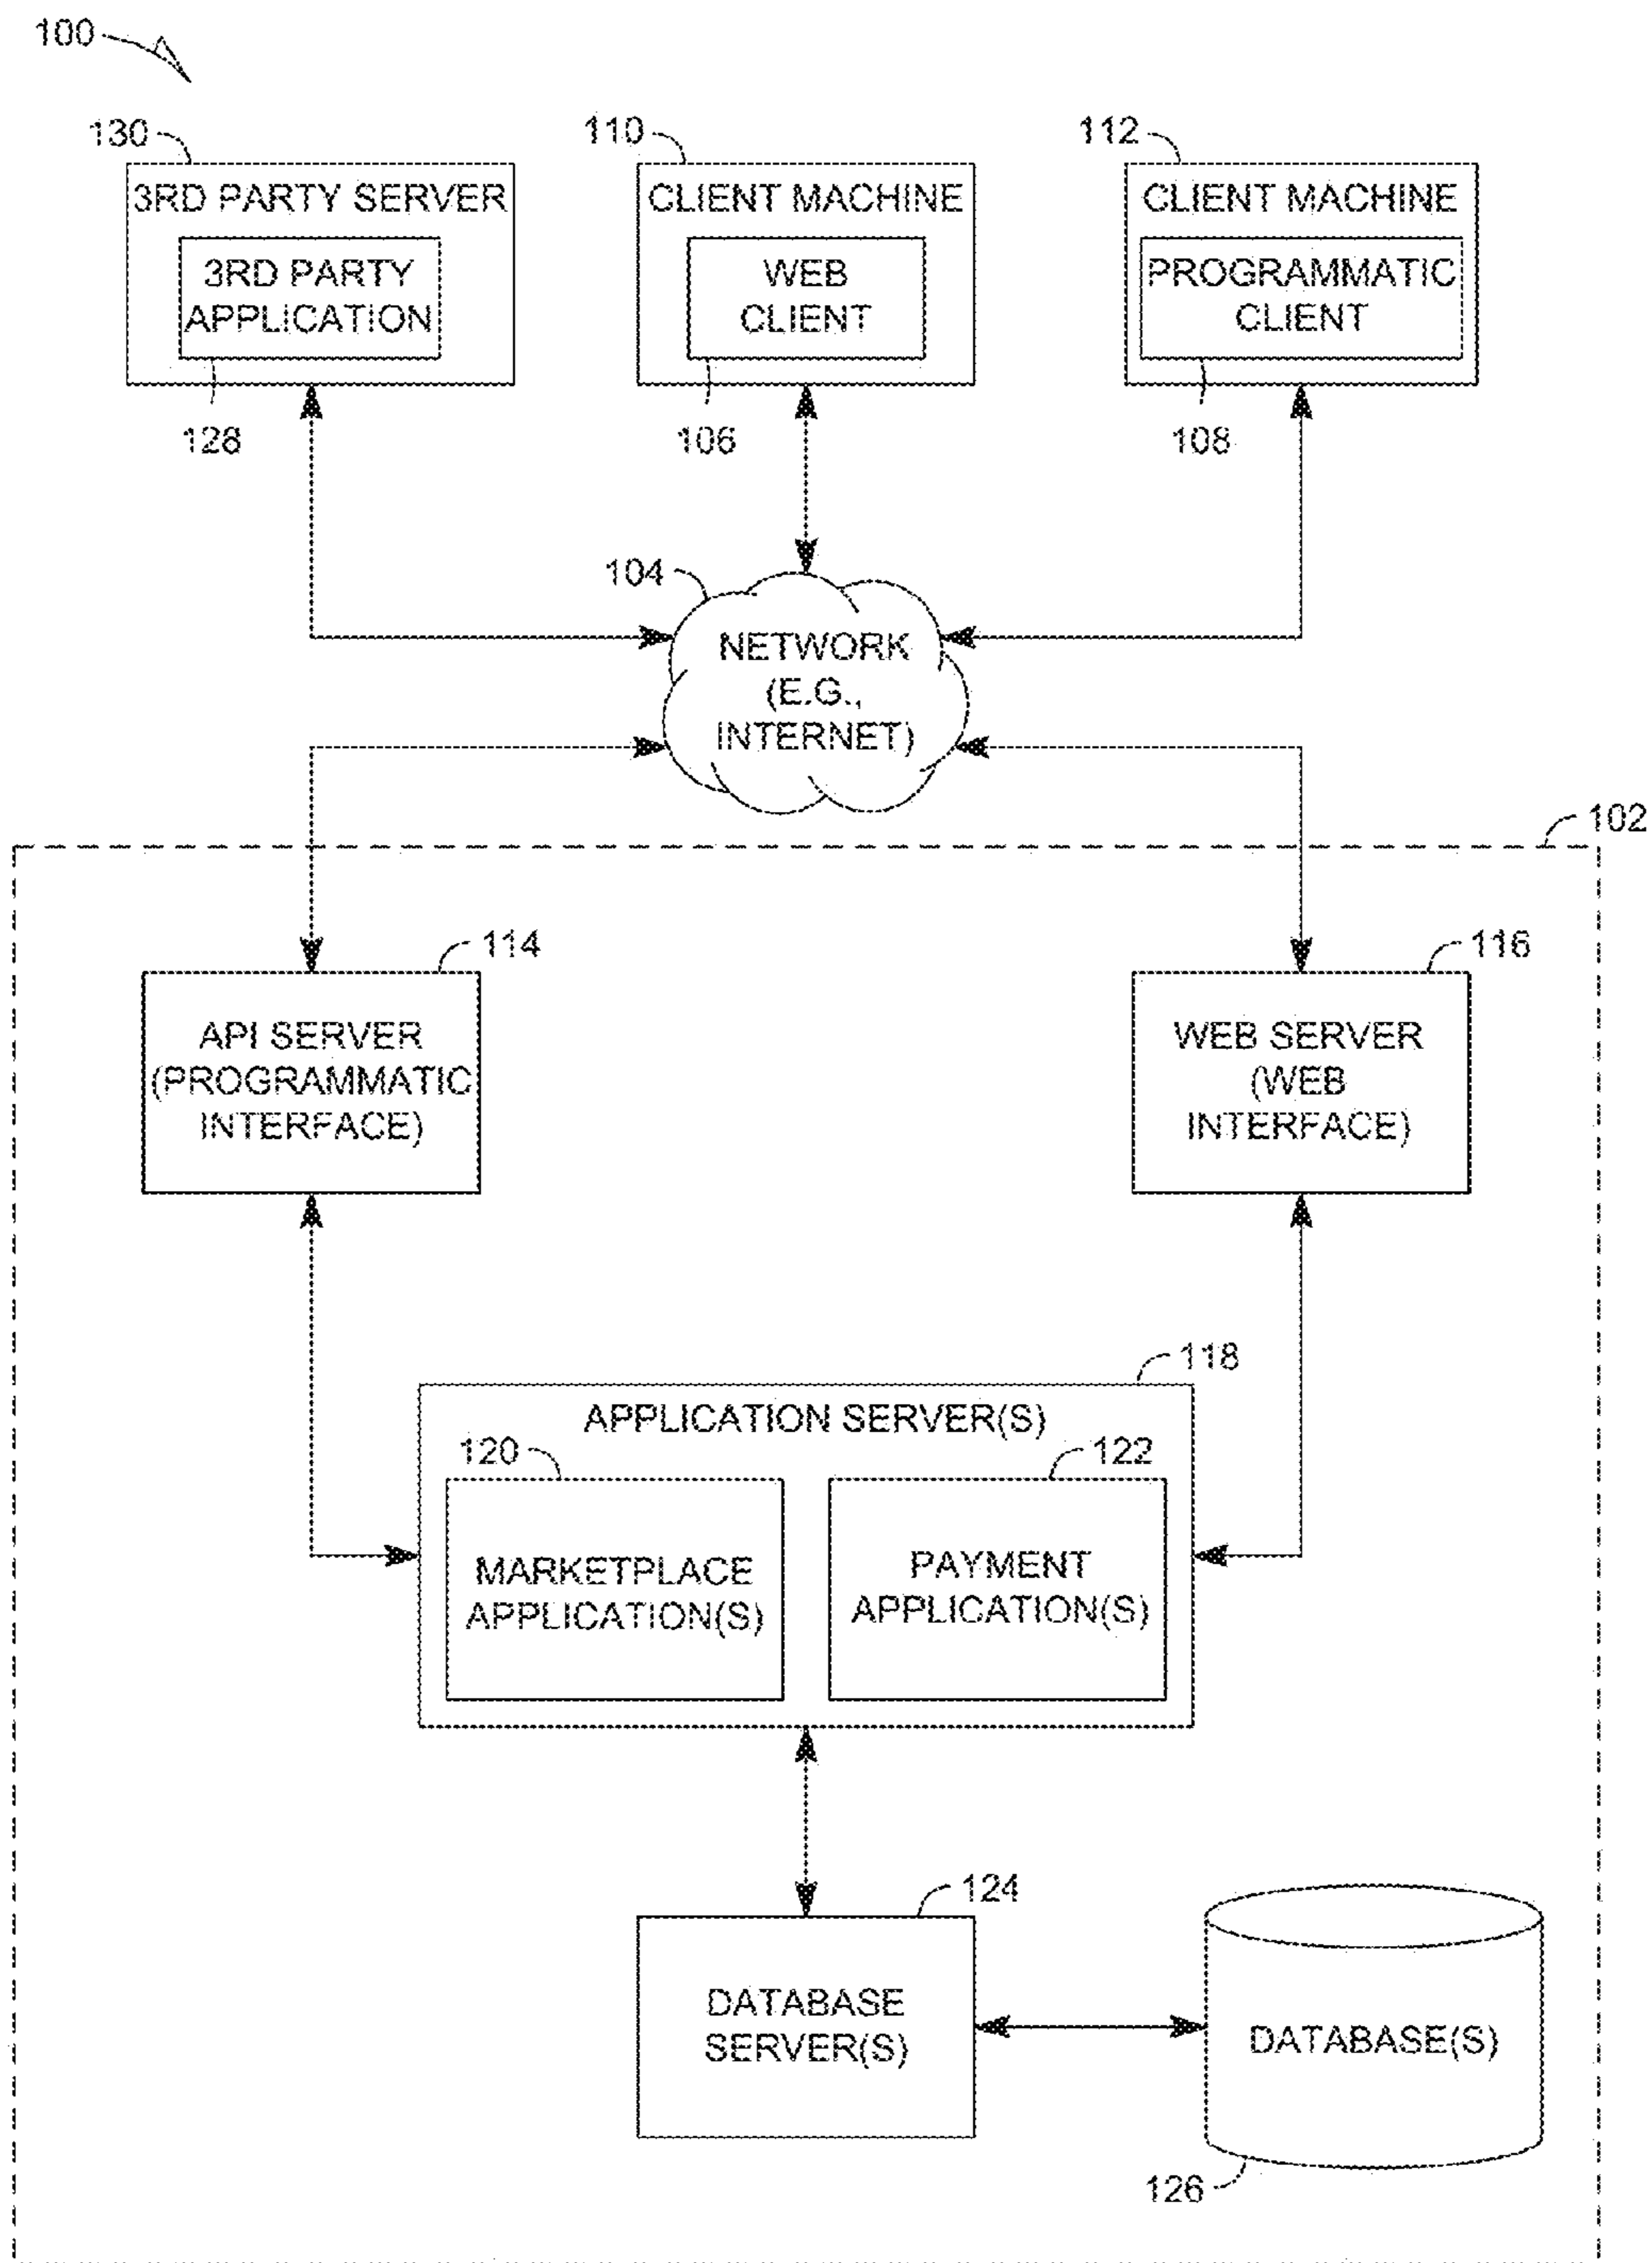 100
130
110
112
3RD PARTY SERVER
CLIENT MACHINE
CLIENT MACHINE
3RD PARTY
APPLICATION
WEB
CLIENT
PROGRAMMATIC
CLIENT
128
106
108
104
NETWORK
(E.G.,
INTERNET)
102
114
116
API SERVER
(PROGRAMMATIC
INTERFACE)
WEB SERVER
(WEB
INTERFACE)
118
APPLICATION SERVER(S)
120
122
MARKETPLACE
APPLICATION(S)
PAYMENT
APPLICATION(S)
124
DATABASE
SERVER(S)
DATABASE(S)
126